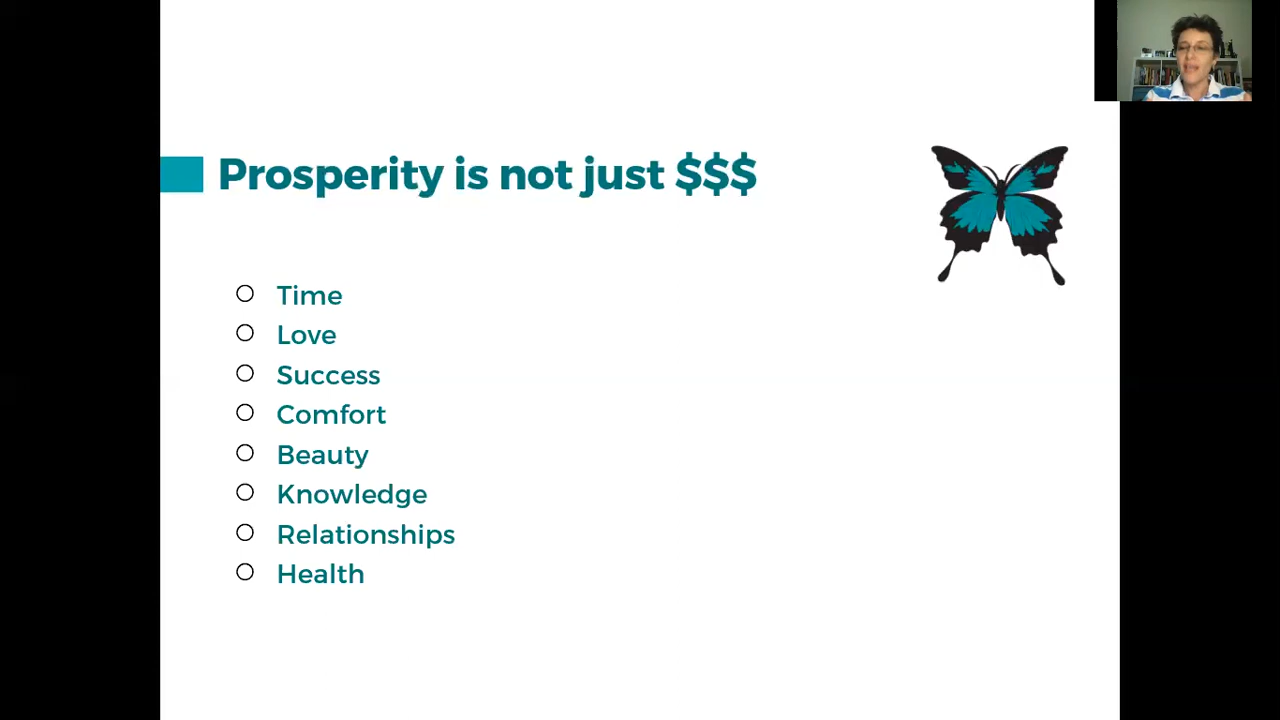 Prosperity is not just $$$
Time
Love
Success
Comfort
Beauty
Knowledge
Relationships
Health